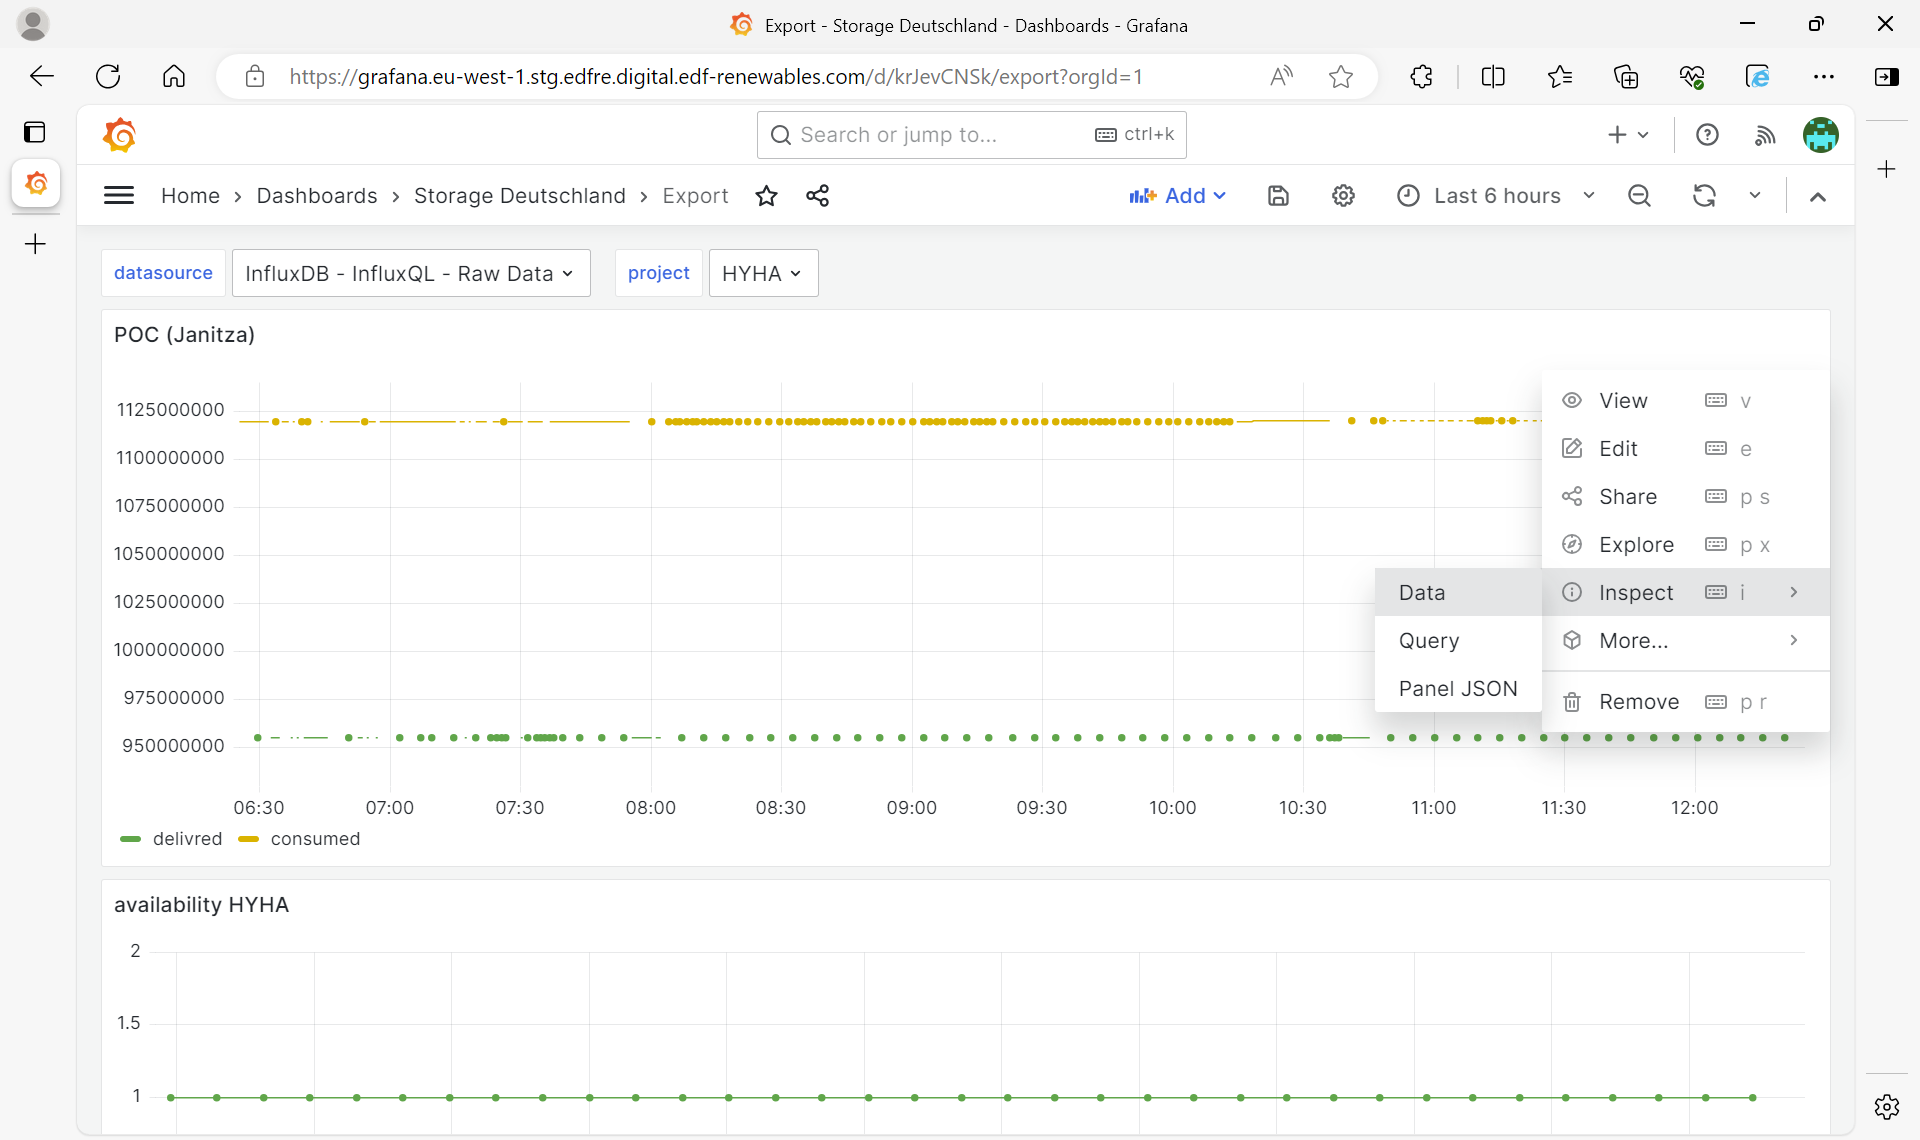 Export - Storage Deutschland - Dashboards - Grafana
https://grafana.eu-west-1.stg.edfre.digital.edf-renewables.com/d/krJevCNSk/export?orgId=1
Search or jump to... ctrl+k
Home › Dashboards › Storage Deutschland › Export Add Last 6 hours
datasource InfluxDB - InfluxQL - Raw Data project HYHA
POC (Janitza)
1125000000
1100000000
1075000000
1050000000
1025000000
1000000000
975000000
950000000
06:30 07:00 07:30 08:00 08:30 09:00 09:30 10:00 10:30 11:00 11:30 12:00
delivred consumed
View v
Edit e
Share p s
Explore p x
Inspect i
More...
Remove p r
Data
Query
Panel JSON
availability HYHA
2
1.5
1